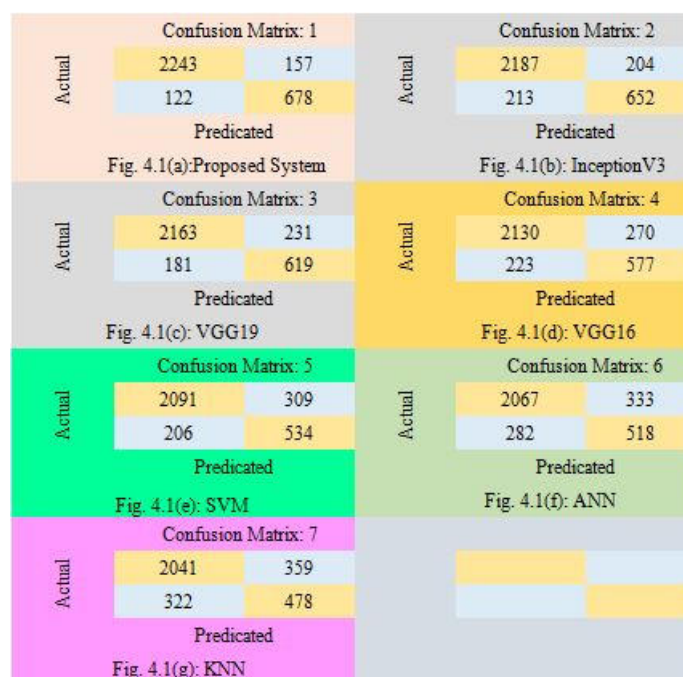 Confusion Matrix: 1
Actual
2243 157
122 678
Predicated
Fig. 4.1(a):Proposed System
Confusion Matrix: 2
Actual
2187 204
213 652
Predicated
Fig. 4.1(b): InceptionV3
Confusion Matrix: 3
Actual
2163 231
181 619
Predicated
Fig. 4.1(c): VGG19
Confusion Matrix: 4
Actual
2130 270
223 577
Predicated
Fig. 4.1(d): VGG16
Confusion Matrix: 5
Actual
2091 309
206 534
Predicated
Fig. 4.1(e): SVM
Confusion Matrix: 6
Actual
2067 333
282 518
Predicated
Fig. 4.1(f): ANN
Confusion Matrix: 7
Actual
2041 359
322 478
Predicated
Fig. 4.1(g): KNN